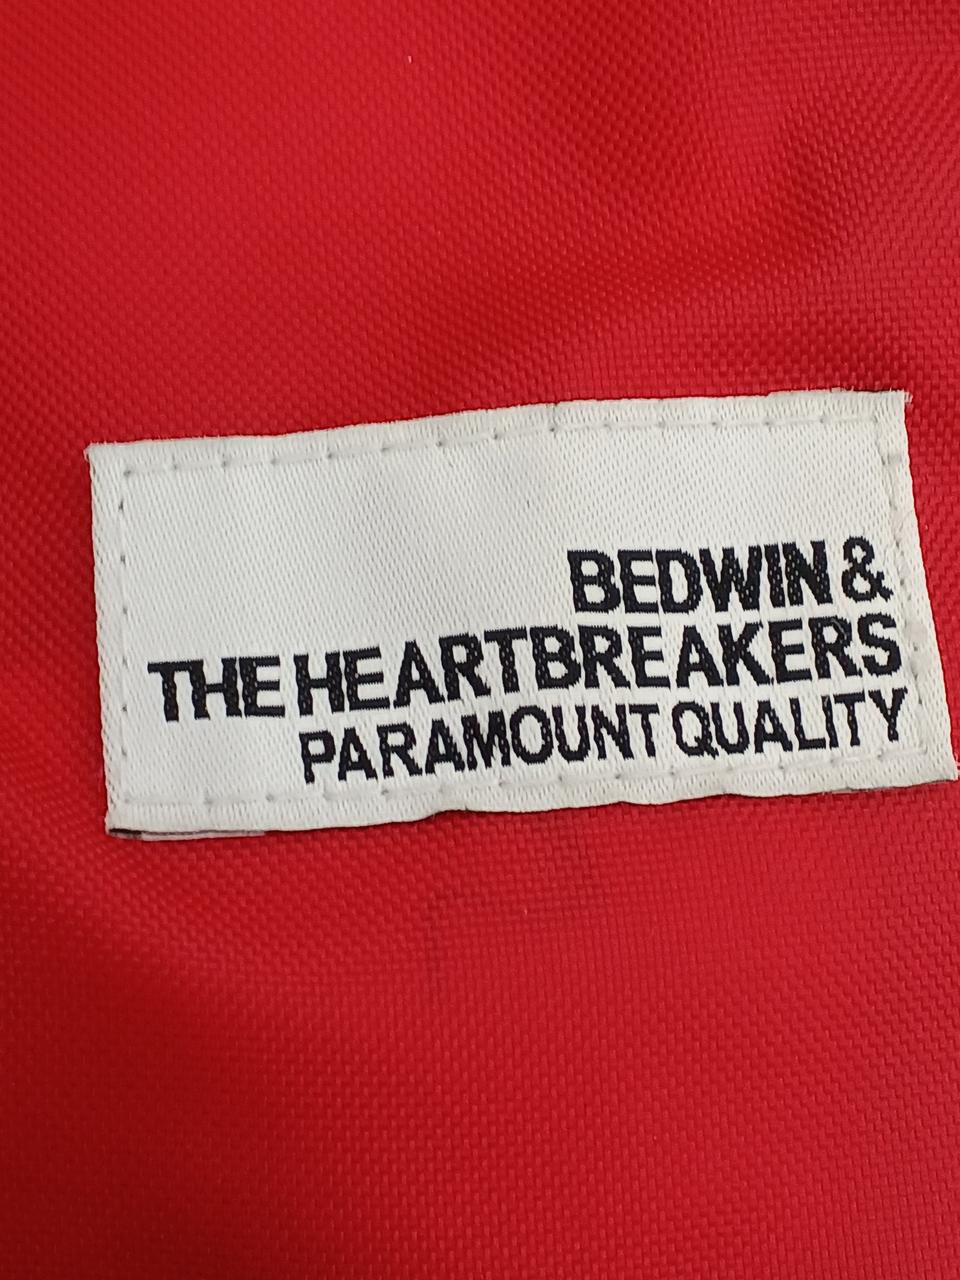 BEDWIN &
THE HEARTBREAKERS
PARAMOUNT QUALITY